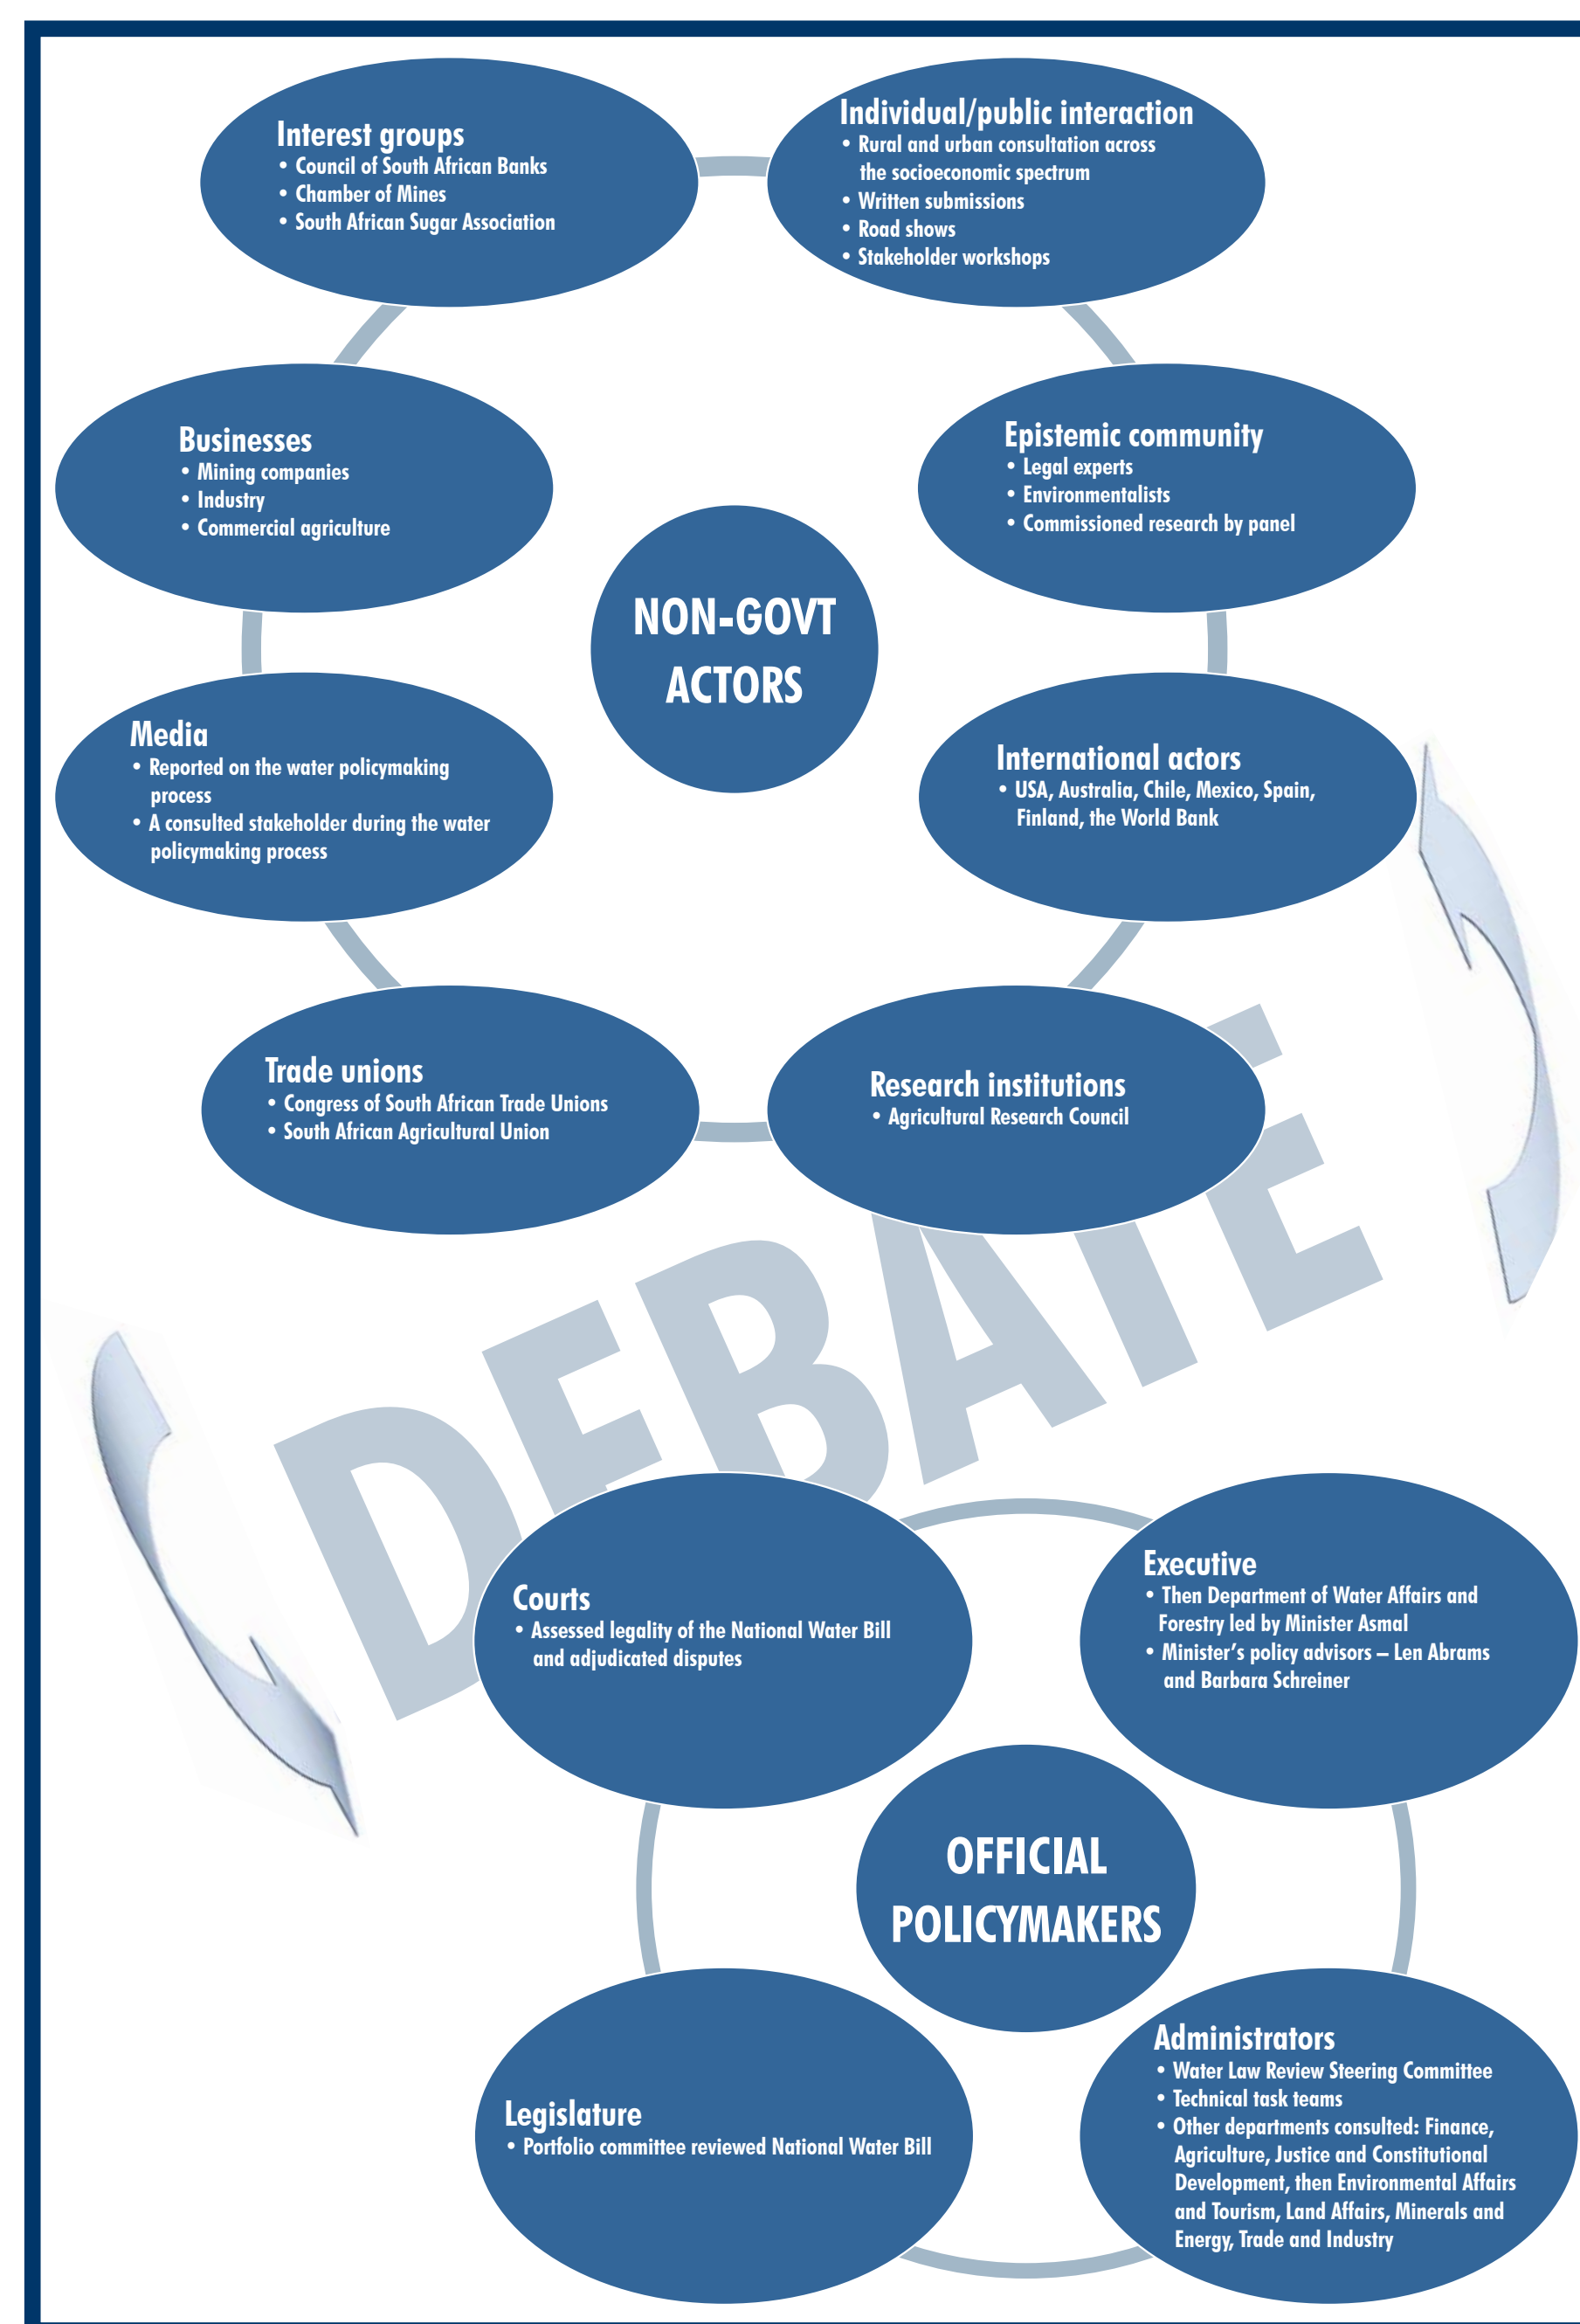 Interest groups
• Council of South African Banks
• Chamber of Mines
• South African Sugar Association
Individual/public interaction
• Rural and urban consultation across
the socioeconomic spectrum
• Written submissions
• Road shows
• Stakeholder workshops
Businesses
• Mining companies
• Industry
• Commercial agriculture
Epistemic community
• Legal experts
• Environmentalists
• Commissioned research by panel
NON-GOVT
ACTORS
Media
• Reported on the water policymaking
process
• A consulted stakeholder during the water
policymaking process
International actors
• USA, Australia, Chile, Mexico, Spain,
Finland, the World Bank
Trade unions
• Congress of South African Trade Unions
• South African Agricultural Union
Research institutions
• Agricultural Research Council
DEBATE
Courts
• Assessed legality of the National Water Bill
and adjudicated disputes
Executive
• Then Department of Water Affairs and
Forestry led by Minister Asmal
• Minister’s policy advisors – Len Abrams
and Barbara Schreiner
OFFICIAL
POLICYMAKERS
Legislature
• Portfolio committee reviewed National Water Bill
Administrators
• Water Law Review Steering Committee
• Technical task teams
• Other departments consulted: Finance,
Agriculture, Justice and Constitutional
Development, then Environmental Affairs
and Tourism, Land Affairs, Minerals and
Energy, Trade and Industry